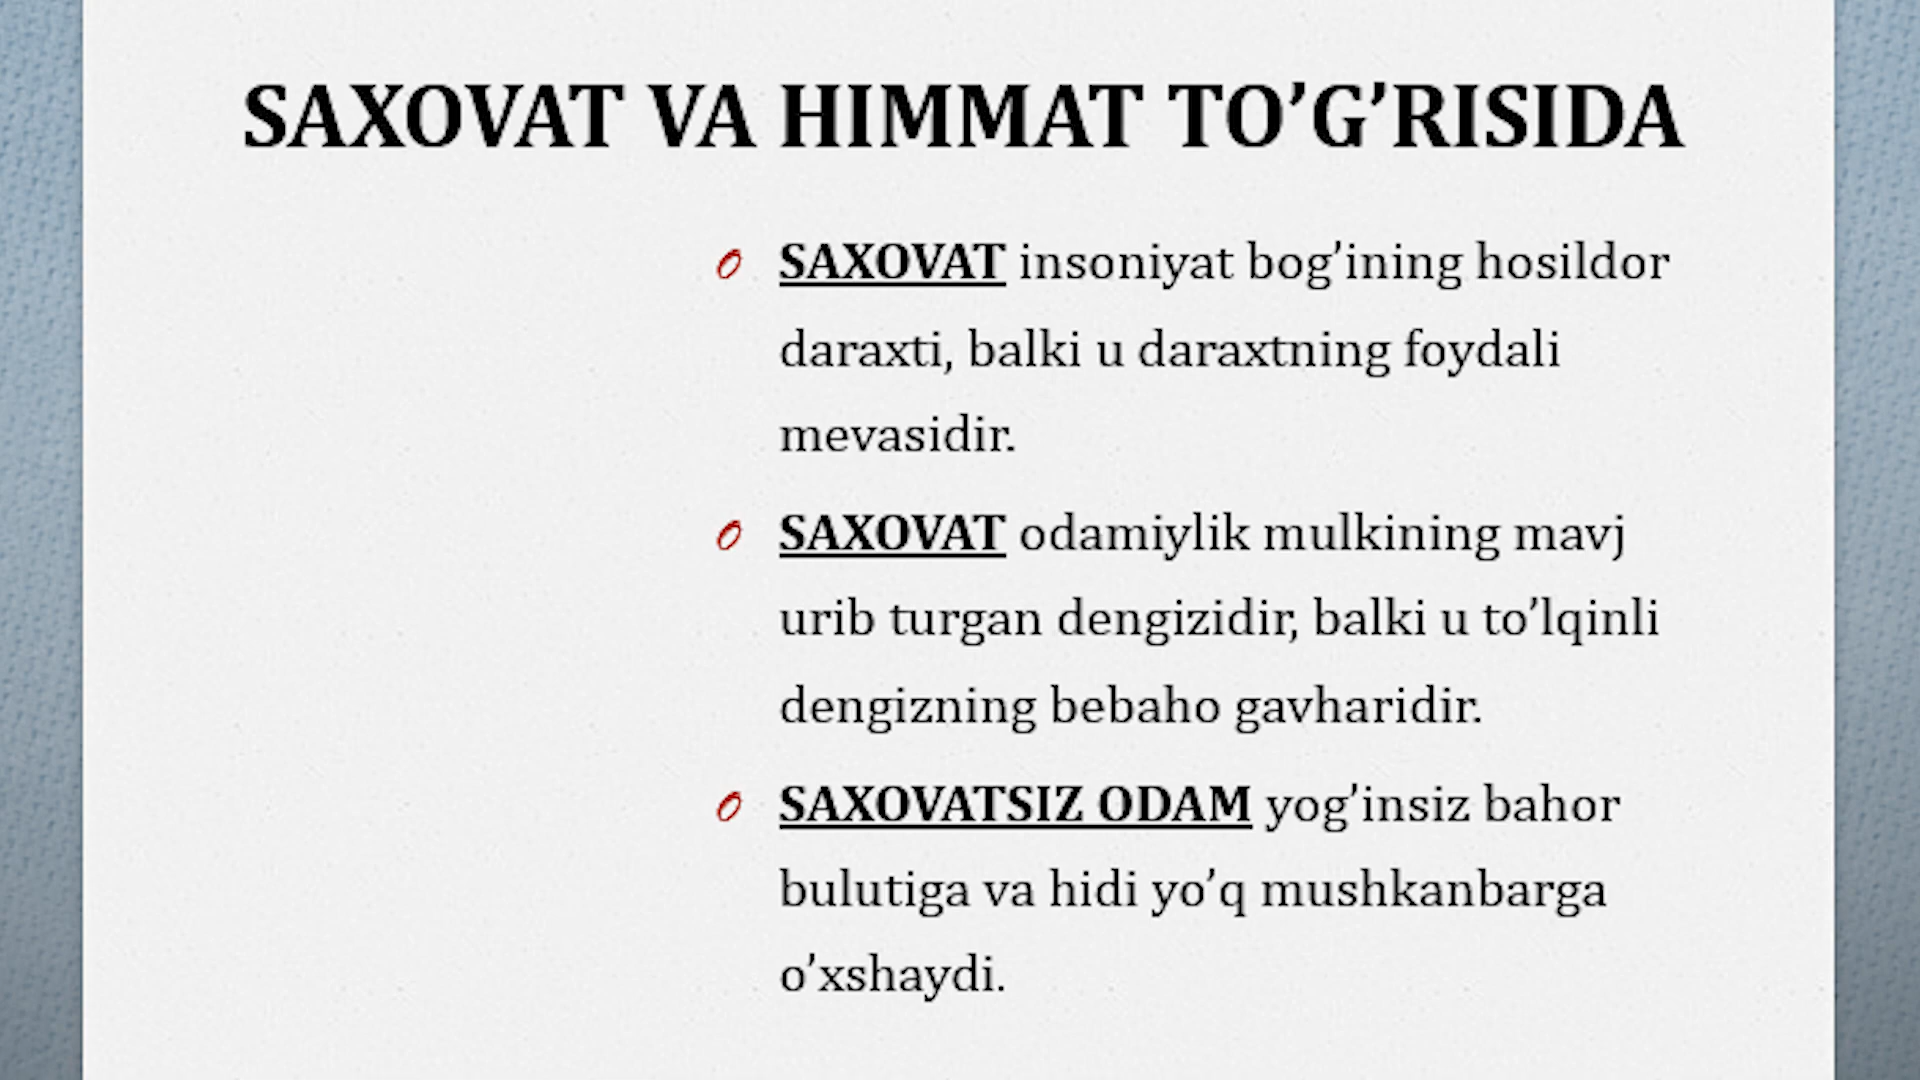 SAXOVAT VA HIMMAT TO’G’RISIDA
SAXOVAT insoniyat bog’ining hosildor
daraxti, balki u daraxtning foydali
mevasidir.
SAXOVAT odamiylik mulkining mavj
urib turgan dengizidir, balki u to’lqinli
dengizning bebaho gavharidir.
SAXOVATSIZ ODAM yog’insiz bahor
bulutiga va hidi yo’q mushkanbarga
o’xshaydi.